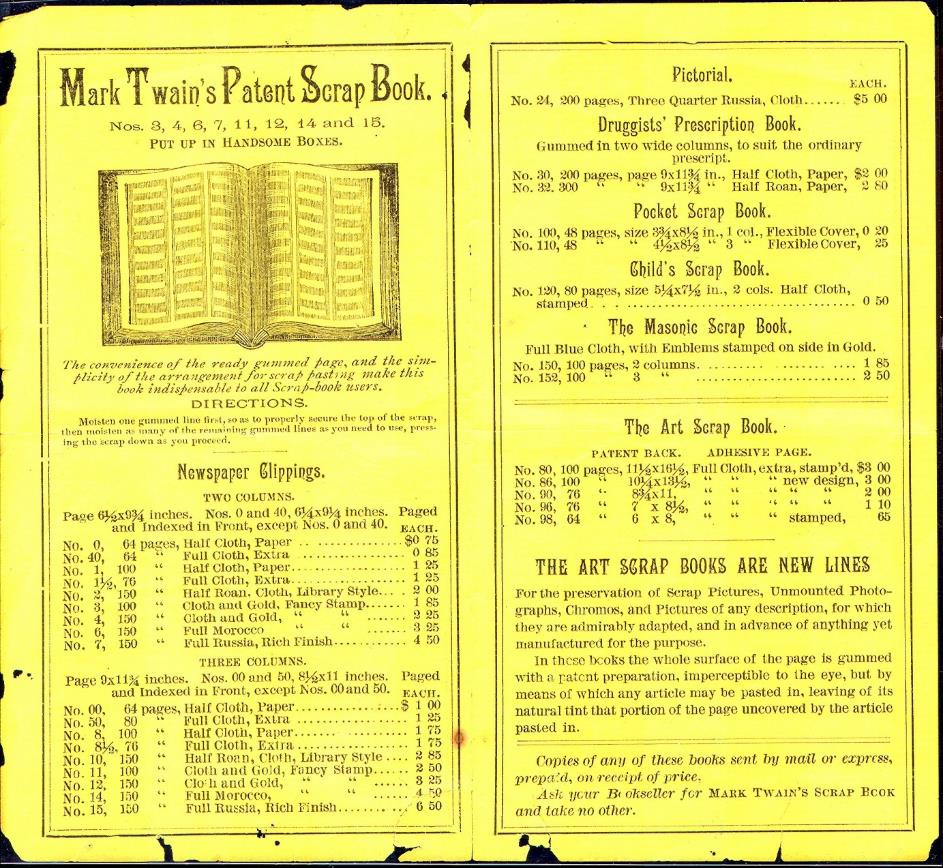 Mark Twain's Patent Scrap Book.
Nos. 3, 4, 6, 7, 11, 12, 14 and 15.
PUT UP IN HANDSOME BOXES.
The convenience of the ready gummed page, and the sim-
plicity of the arrangement for scrap pasting make this
book indispensable to all Scrap-book users.
DIRECTIONS.
Moisten one gummed line first, so as to properly secure the top of the scrap,
then moisten as many of the remaining gummed lines as you need to use, press-
ing the scrap down as you proceed.
Newspaper Clippings.
TWO COLUMNS.
Page 6½x9¾ inches. Nos. 0 and 40, 6¼x9¼ inches. Paged
and Indexed in Front, except Nos. 0 and 40. EACH.
No. 0, 64 pages, Half Cloth, Paper .................$0 75
No. 40, 64 “ Full Cloth, Extra ................. 0 85
No. 1, 100 “ Half Cloth, Paper................. 1 25
No. 1½, 76 “ Full Cloth, Extra................. 1 25
No. 2, 150 “ Half Roan, Cloth, Library Style.... 2 00
No. 3, 100 “ Cloth and Gold, Fancy Stamp..... 1 85
No. 4, 150 “ Cloth and Gold, “ “ ...... 2 25
No. 6, 150 “ Full Morocco “ “ ...... 3 25
No. 7, 150 “ Full Russia, Rich Finish........... 4 50
THREE COLUMNS.
Page 9x11¾ inches. Nos. 00 and 50, 8½x11 inches. Paged
and Indexed in Front, except Nos. 00 and 50. EACH.
No. 00, 64 pages, Half Cloth, Paper.................$ 1 00
No. 50, 80 “ Full Cloth, Extra ................. 1 25
No. 8, 100 “ Half Cloth, Paper................. 1 75
No. 8½, 76 “ Full Cloth, Extra................. 1 75
No. 10, 150 “ Half Roan, Cloth, Library Style .... 2 85
No. 11, 100 “ Cloth and Gold, Fancy Stamp..... 2 50
No. 12, 150 “ Cloth and Gold, “ “ ...... 3 25
No. 14, 150 “ Full Morocco, “ “ ...... 4 50
No. 15, 150 “ Full Russia, Rich Finish........... 6 50
Pictorial.
EACH.
No. 24, 200 pages, Three Quarter Russia, Cloth...... $5 00
Druggists' Prescription Book.
Gummed in two wide columns, to suit the ordinary
prescript.
No. 30, 200 pages, page 9x11¾ in., Half Cloth, Paper, $2 00
No. 32. 300 “ “ 9x11¾ “ Half Roan, Paper, 2 80
Pocket Scrap Book.
No. 100, 48 pages, size 3¾x8½ in., 1 col., Flexible Cover, 0 20
No. 110, 48 “ “ 4½x8½ “ 3 “ Flexible Cover, 25
Child's Scrap Book.
No. 120, 80 pages, size 5¼x7½ in., 2 cols. Half Cloth,
stamped................. 0 50
The Masonic Scrap Book.
Full Blue Cloth, with Emblems stamped on side in Gold.
No. 150, 100 pages, 2 columns................. 1 85
No. 152, 100 “ 3 “ ................. 2 50
The Art Scrap Book.
PATENT BACK. ADHESIVE PAGE.
No. 80, 100 pages, 11½x16½, Full Cloth, extra, stamp'd, $3 00
No. 86, 100 “ 10¼x13½, “ “ “ new design, 3 00
No. 90, 76 “ 8¾x11, “ “ “ “ “ 2 00
No. 96, 76 “ 7 x 8½, “ “ “ “ “ 1 10
No. 98, 64 “ 6 x 8, “ “ “ stamped, 65
THE ART SCRAP BOOKS ARE NEW LINES
For the preservation of Scrap Pictures, Unmounted Photo-
graphs, Chromos, and Pictures of any description, for which
they are admirably adapted, and in advance of anything yet
manufactured for the purpose.
In these books the whole surface of the page is gummed
with a patent preparation, imperceptible to the eye, but by
means of which any article may be pasted in, leaving of its
natural tint that portion of the page uncovered by the article
pasted in.
Copies of any of these books sent by mail or express,
prepaid, on receipt of price.
Ask your Bookseller for MARK TWAIN'S SCRAP BOOK
and take no other.